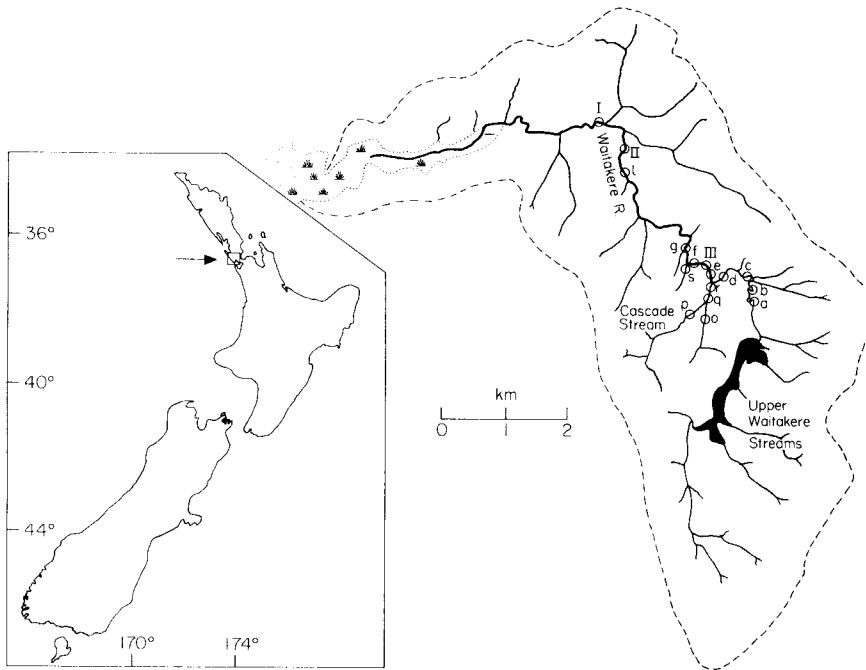 36°
40°
44°
170°
174°
km
0
1
2
I
II
l
Waitakere R.
g
f
III
e
s
d
c
b
a
r
q
p
o
Cascade
Stream
Upper
Waitakere
Streams